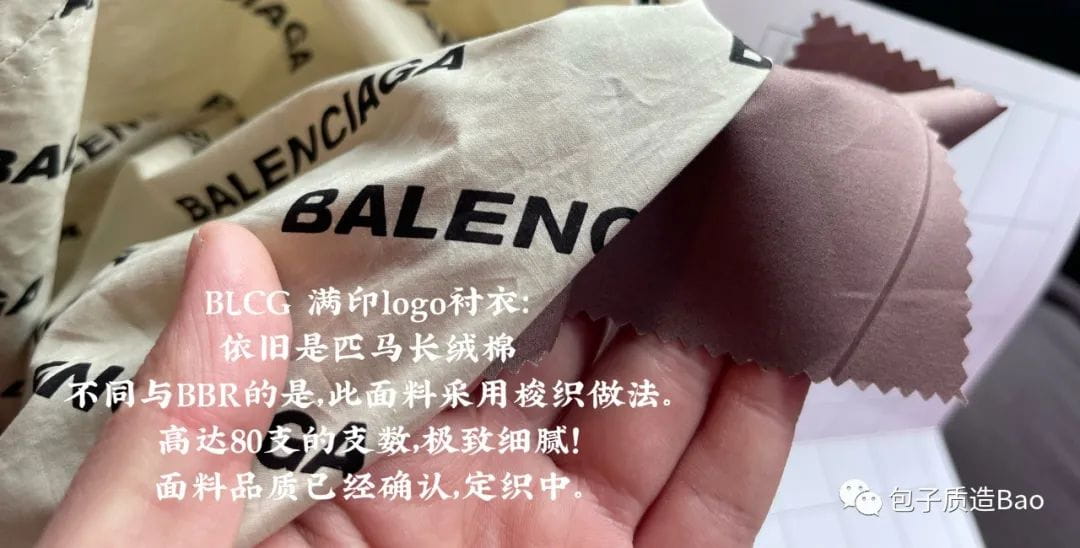 BALENCIAGA
BALENC
BLCG 满印logo衬衣:
依旧是匹马长绒棉
不同与BBR的是,此面料采用梭织做法。
高达80支的支数,极致细腻!
面料品质已经确认,定织中。
包子质造Bao